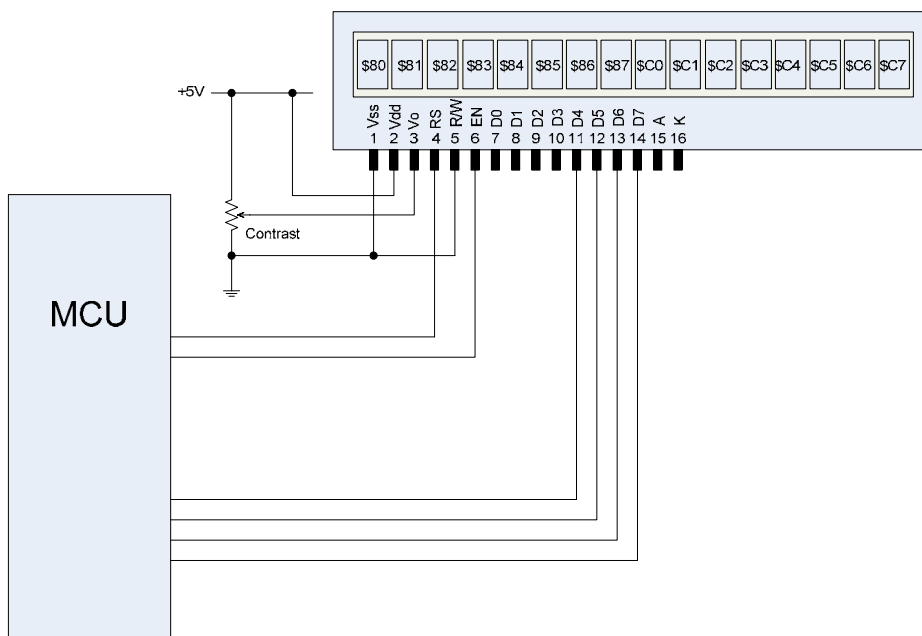 $80 $81 $82 $83 $84 $85 $86 $87 $C0 $C1 $C2 $C3 $C4 $C5 $C6 $C7
+5V
Vss Vdd Vo RS R/W EN D0 D1 D2 D3 D4 D5 D6 D7 A K
1 2 3 4 5 6 7 8 9 10 11 12 13 14 15 16
Contrast
MCU